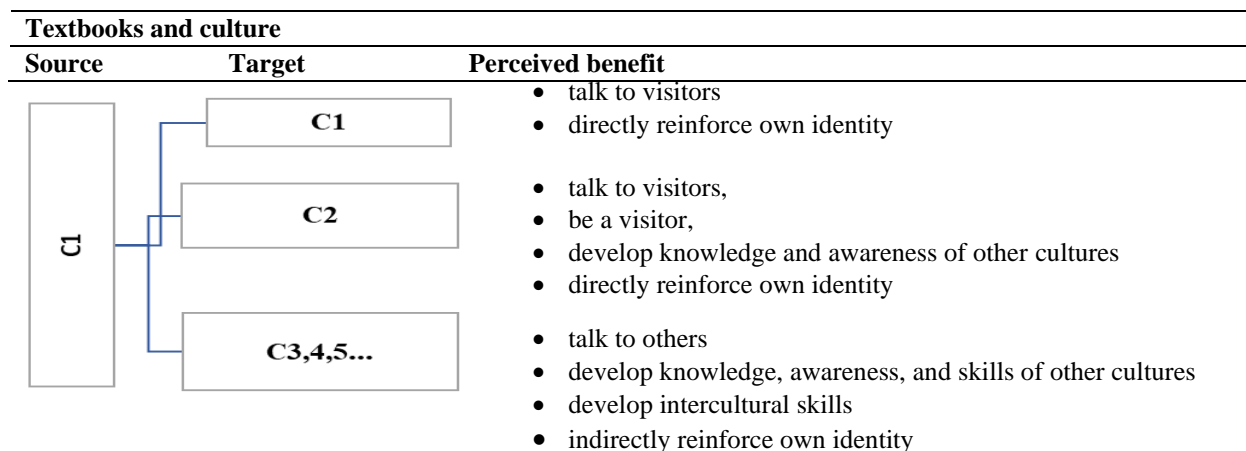 Textbooks and culture
Source Target Perceived benefit
C1
C1
• talk to visitors
• directly reinforce own identity
C2
• talk to visitors,
• be a visitor,
• develop knowledge and awareness of other cultures
• directly reinforce own identity
C3,4,5...
• talk to others
• develop knowledge, awareness, and skills of other cultures
• develop intercultural skills
• indirectly reinforce own identity